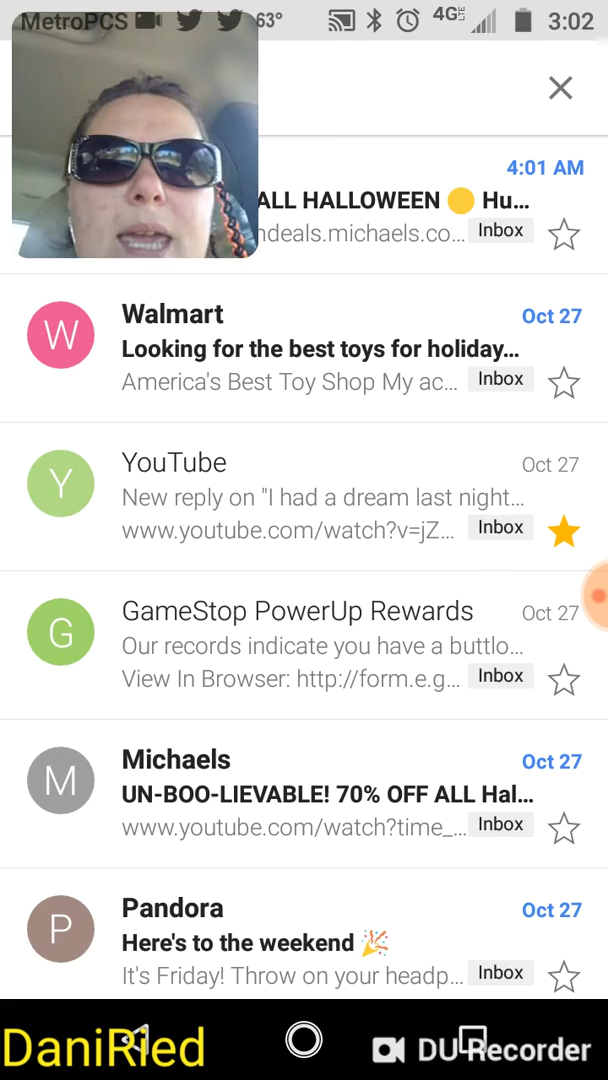 MetroPCS 63° 4G LTE 3:02
4:01 AM
ALL HALLOWEEN 🟡 Hu...
ndeals.michaels.co... Inbox
W Walmart Oct 27
Looking for the best toys for holiday...
America's Best Toy Shop My ac... Inbox
Y YouTube Oct 27
New reply on "I had a dream last night...
www.youtube.com/watch?v=jZ... Inbox
G GameStop PowerUp Rewards Oct 27
Our records indicate you have a buttlo...
View In Browser: http://form.e.g... Inbox
M Michaels Oct 27
UN-BOO-LIEVABLE! 70% OFF ALL Hal...
www.youtube.com/watch?time_... Inbox
P Pandora Oct 27
Here's to the weekend 🎉
It's Friday! Throw on your headp... Inbox
DaniRied DU Recorder